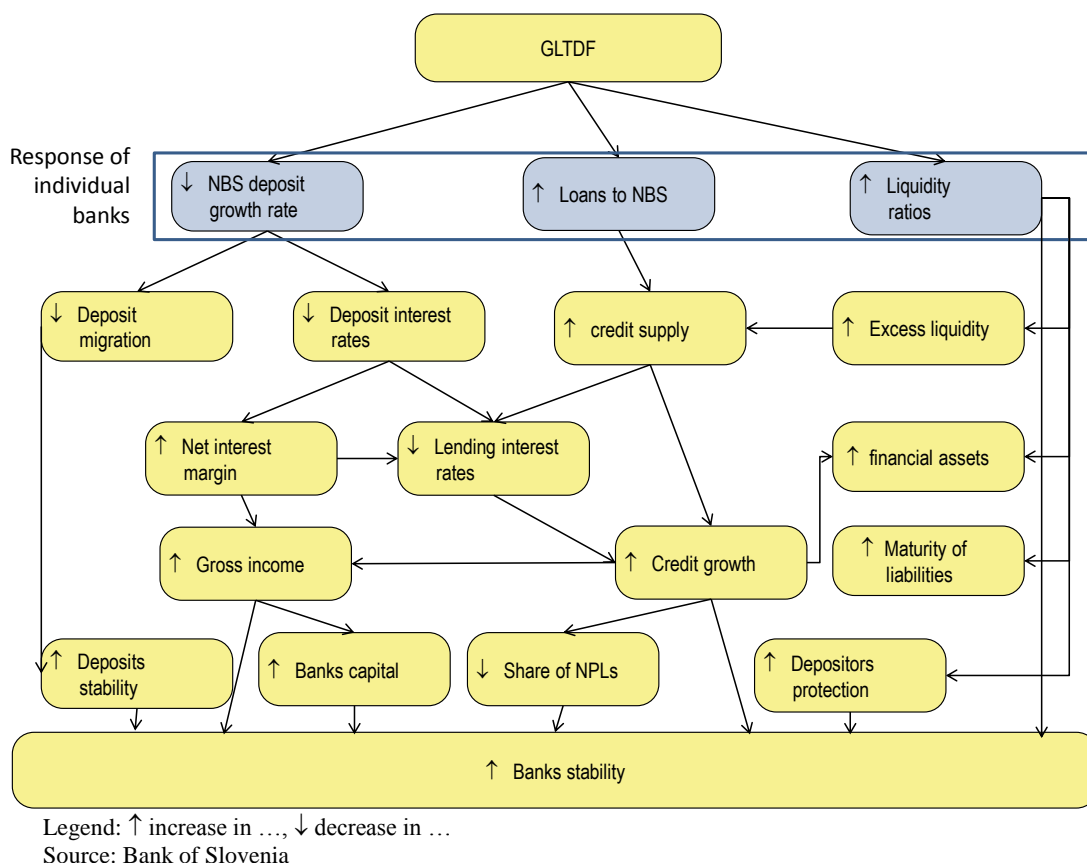 GLTDF
Response of
individual
banks
↓ NBS deposit
growth rate
↑ Loans to NBS
↑ Liquidity
ratios
↓ Deposit
migration
↓ Deposit interest
rates
↑ credit supply
↑ Excess liquidity
↑ Net interest
margin
↓ Lending interest
rates
↑ financial assets
↑ Gross income
↑ Credit growth
↑ Maturity of
liabilities
↑ Deposits
stability
↑ Banks capital
↓ Share of NPLs
↑ Depositors
protection
↑ Banks stability
Legend: ↑ increase in …, ↓ decrease in …
Source: Bank of Slovenia